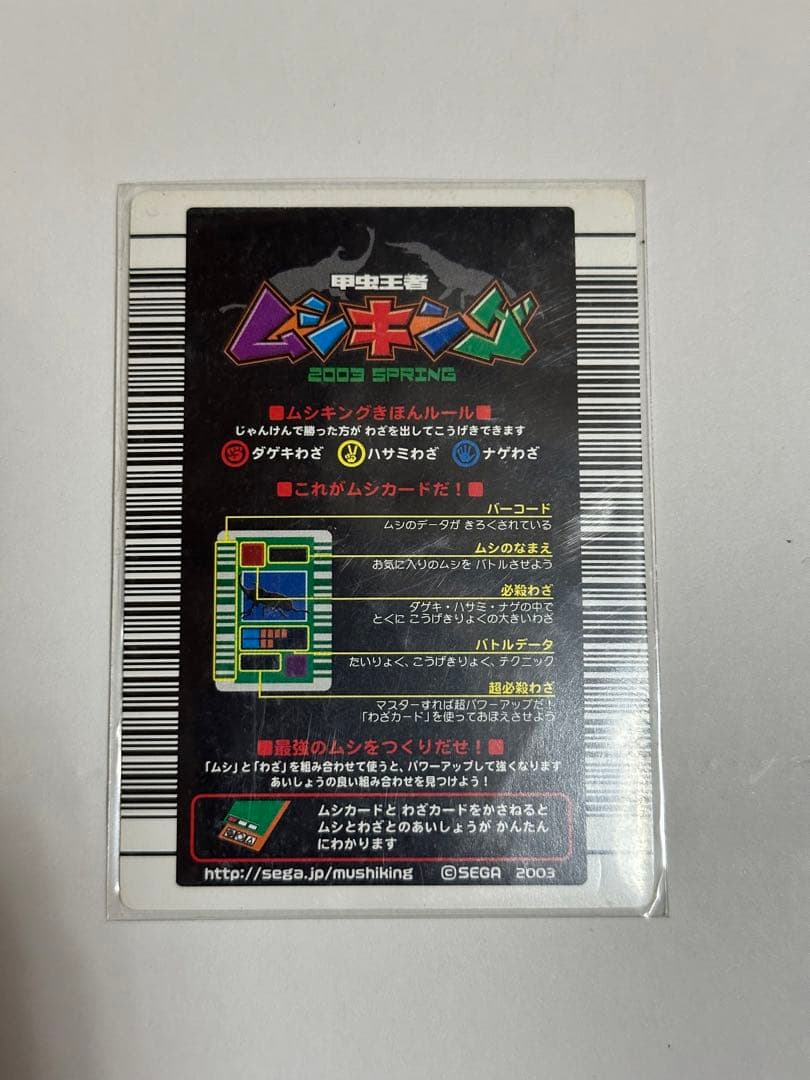 甲虫王者
ムシキング
2003 SPRING
■ムシキングきほんルール■
じゃんけんで勝った方が わざを出してこうげきできます
ダゲキわざ ハサミわざ ナゲわざ
■これがムシカードだ！■
バーコード
ムシのデータが きろくされている
ムシのなまえ
お気に入りのムシを バトルさせよう
必殺わざ
ダゲキ・ハサミ・ナゲの中で
とくに こうげきりょくの大きいわざ
バトルデータ
たいりょく、こうげきりょく、テクニック
超必殺わざ
マスターすれば超パワーアップだ！
「わざカード」を使っておぼえさせよう
■最強のムシをつくりだせ！■
「ムシ」と「わざ」を組み合わせて使うと、パワーアップして強くなります
あいしょうの良い組み合わせを見つけよう！
ムシカードと わざカードをかさねると
ムシとわざとのあいしょうが かんたん
にわかります
http://sega.jp/mushiking ©SEGA 2003